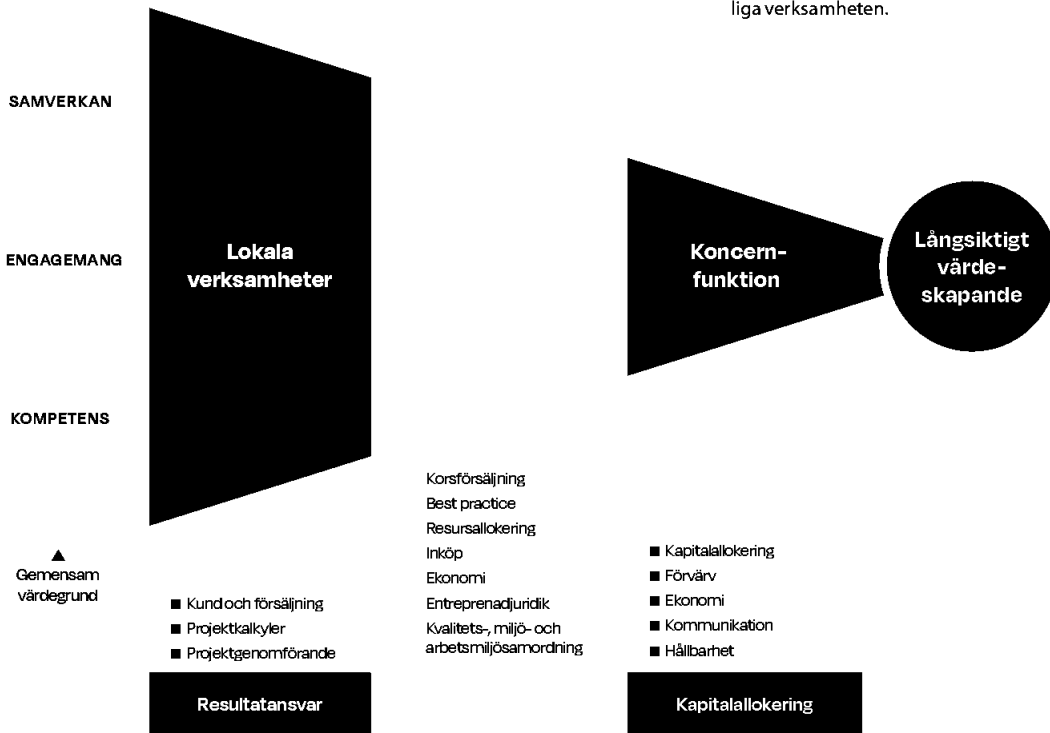 liga verksamheten.
SAMVERKAN
ENGAGEMANG
KOMPETENS
▲
Gemensam
värdegrund
Lokala
verksamheter
■ Kund och försäljning
■ Projektkalkyler
■ Projektgenomförande
Resultatansvar
Korsförsäljning
Best practice
Resursallokering
Inköp
Ekonomi
Entreprenadjuridik
Kvalitets-, miljö- och
arbetsmiljösamordning
Koncern-
funktion
■ Kapitalallokering
■ Förvärv
■ Ekonomi
■ Kommunikation
■ Hållbarhet
Kapitalallokering
Långsiktigt
värde-
skapande